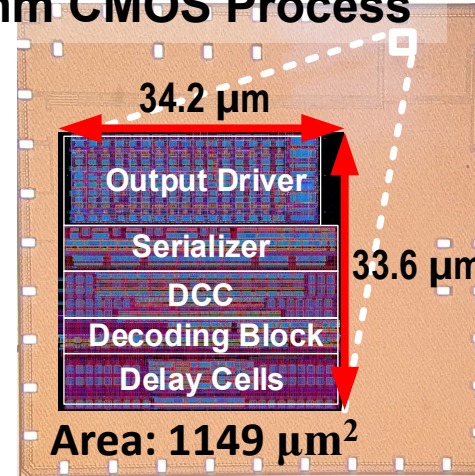 CMOS Process
34.2 μm
Output Driver
Serializer
33.6 μm
DCC
Decoding Block
Delay Cells
Area: 1149 μm²